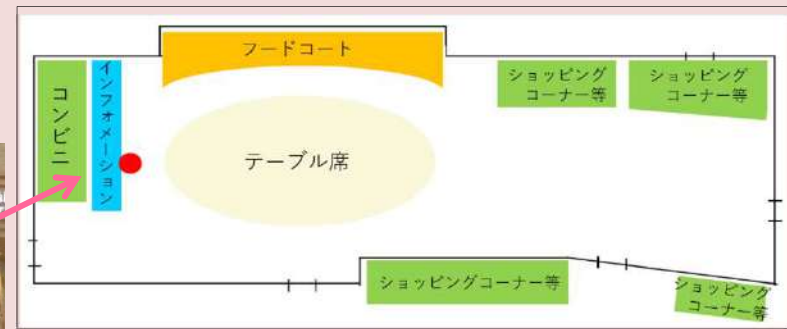 フードコート
コンビニ
インフォメーション
テーブル席
ショッピング
コーナー等
ショッピング
コーナー等
ショッピングコーナー等
ショッピング
コーナー等